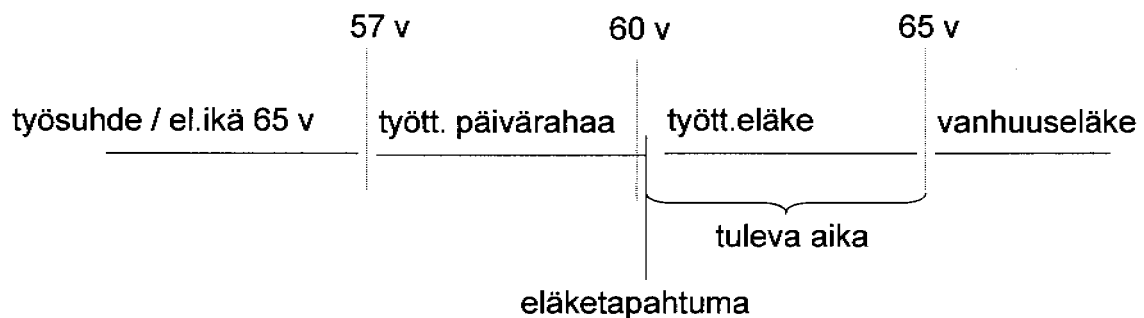 57 v 60 v 65 v
työsuhde / el.ikä 65 v tyött. päivärahaa tyött.eläke vanhuuseläke
tuleva aika
eläketapahtuma